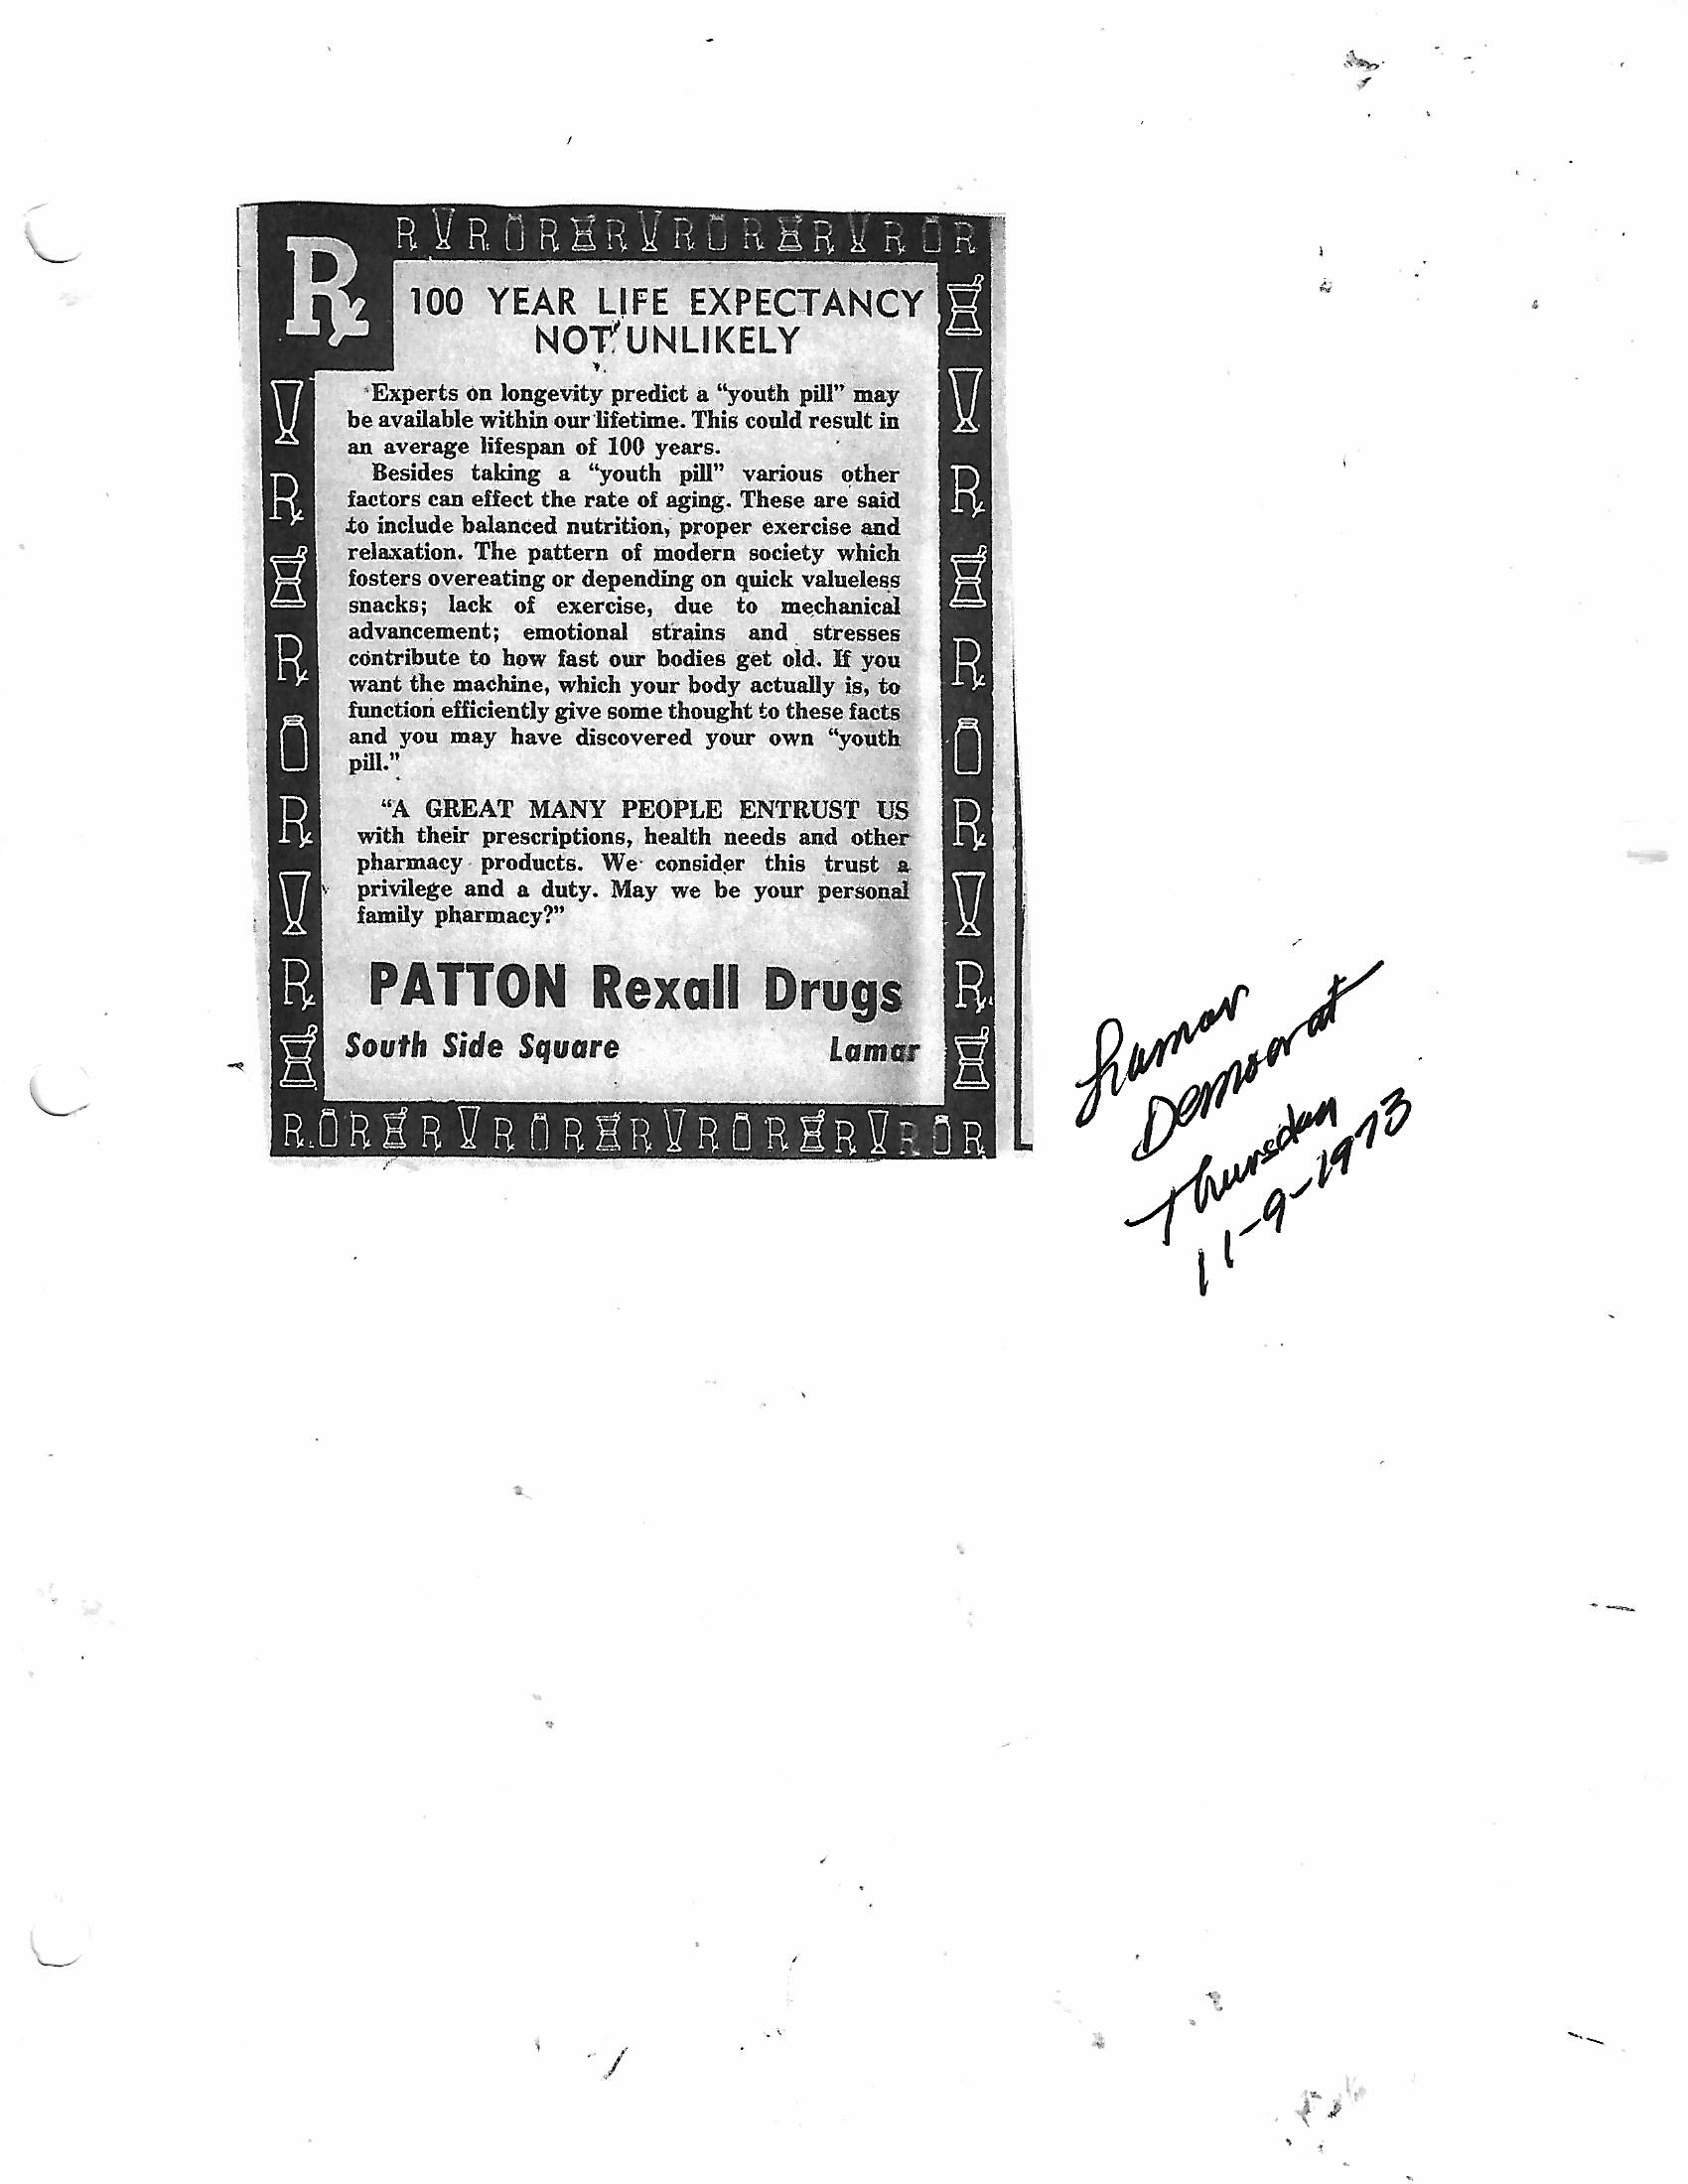 Rx
100 YEAR LIFE EXPECTANCY
NOT UNLIKELY
Experts on longevity predict a “youth pill” may
be available within our lifetime. This could result in
an average lifespan of 100 years.
Besides taking a “youth pill” various other
factors can effect the rate of aging. These are said
to include balanced nutrition, proper exercise and
relaxation. The pattern of modern society which
fosters overeating or depending on quick valueless
snacks; lack of exercise, due to mechanical
advancement; emotional strains and stresses
contribute to how fast our bodies get old. If you
want the machine, which your body actually is, to
function efficiently give some thought to these facts
and you may have discovered your own “youth
pill.”
“A GREAT MANY PEOPLE ENTRUST US
with their prescriptions, health needs and other
pharmacy products. We consider this trust a
privilege and a duty. May we be your personal
family pharmacy?”
PATTON Rexall Drugs
South Side Square Lamar
Lamar
Democrat
Thursday
11-9-1973